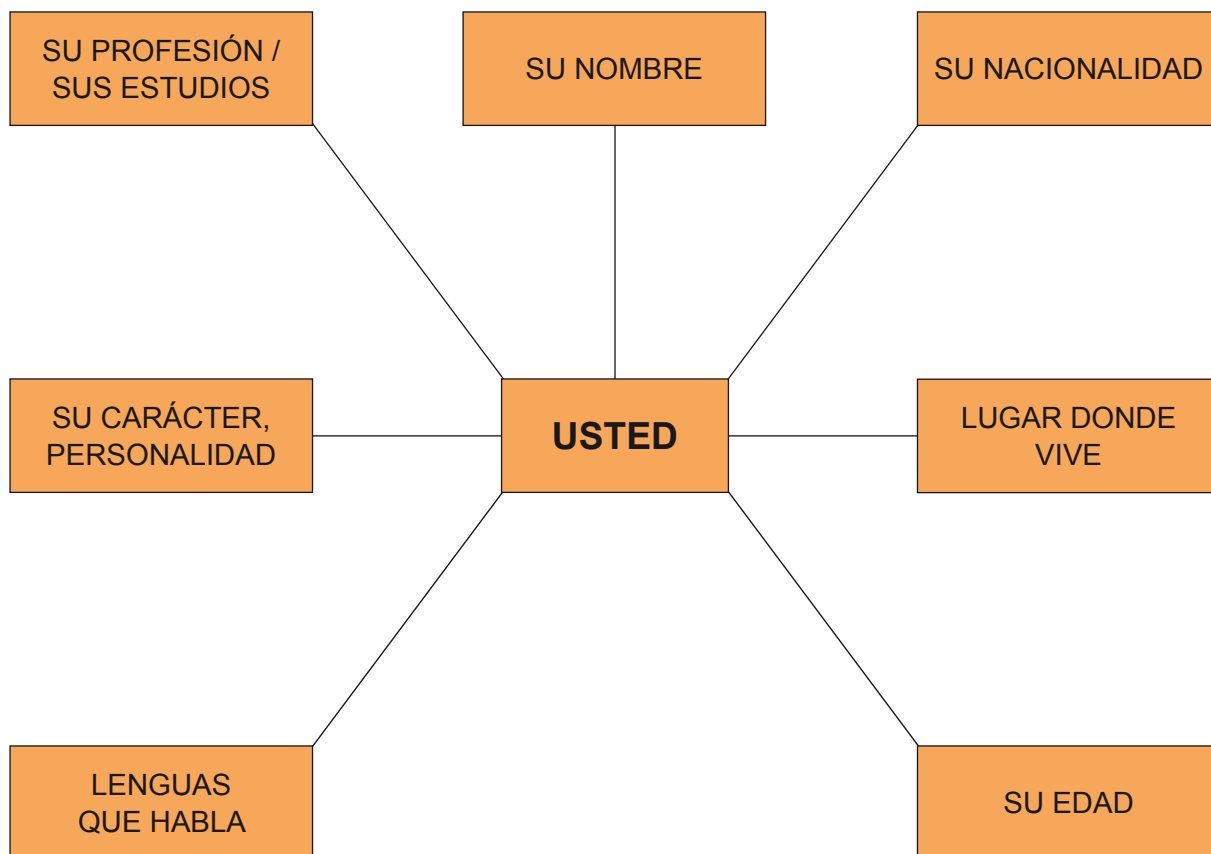 SU PROFESIÓN /
SUS ESTUDIOS
SU NOMBRE
SU NACIONALIDAD
SU CARÁCTER,
PERSONALIDAD
USTED
LUGAR DONDE
VIVE
LENGUAS
QUE HABLA
SU EDAD